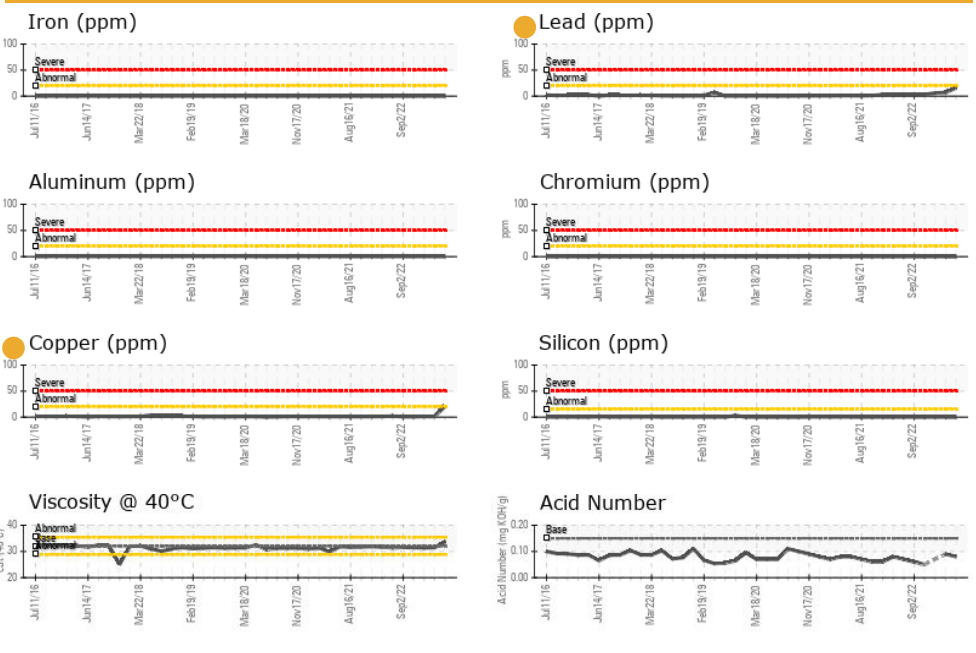 Iron (ppm)
100
50
0
Severe
Abnormal
Jul11/16
Jun14/17
Mar22/18
Feb19/19
Mar18/20
Nov17/20
Aug16/21
Sep2/22
Lead (ppm)
ppm
100
50
0
Severe
Abnormal
Jul11/16
Jun14/17
Mar22/18
Feb19/19
Mar18/20
Nov17/20
Aug16/21
Sep2/22
Aluminum (ppm)
100
50
0
Severe
Abnormal
Jul11/16
Jun14/17
Mar22/18
Feb19/19
Mar18/20
Nov17/20
Aug16/21
Sep2/22
Chromium (ppm)
ppm
100
50
0
Severe
Abnormal
Jul11/16
Jun14/17
Mar22/18
Feb19/19
Mar18/20
Nov17/20
Aug16/21
Sep2/22
Copper (ppm)
100
50
0
Severe
Abnormal
Jul11/16
Jun14/17
Mar22/18
Feb19/19
Mar18/20
Nov17/20
Aug16/21
Sep2/22
Silicon (ppm)
ppm
100
50
0
Severe
Abnormal
Jul11/16
Jun14/17
Mar22/18
Feb19/19
Mar18/20
Nov17/20
Aug16/21
Sep2/22
Viscosity @ 40°C
40
30
20
Abnormal
Base
Abnormal
Jul11/16
Jun14/17
Mar22/18
Feb19/19
Mar18/20
Nov17/20
Aug16/21
Sep2/22
Acid Number
Acid Number (mg KOH/g)
0.20
0.10
0.00
Base
Jul11/16
Jun14/17
Mar22/18
Feb19/19
Mar18/20
Nov17/20
Aug16/21
Sep2/22